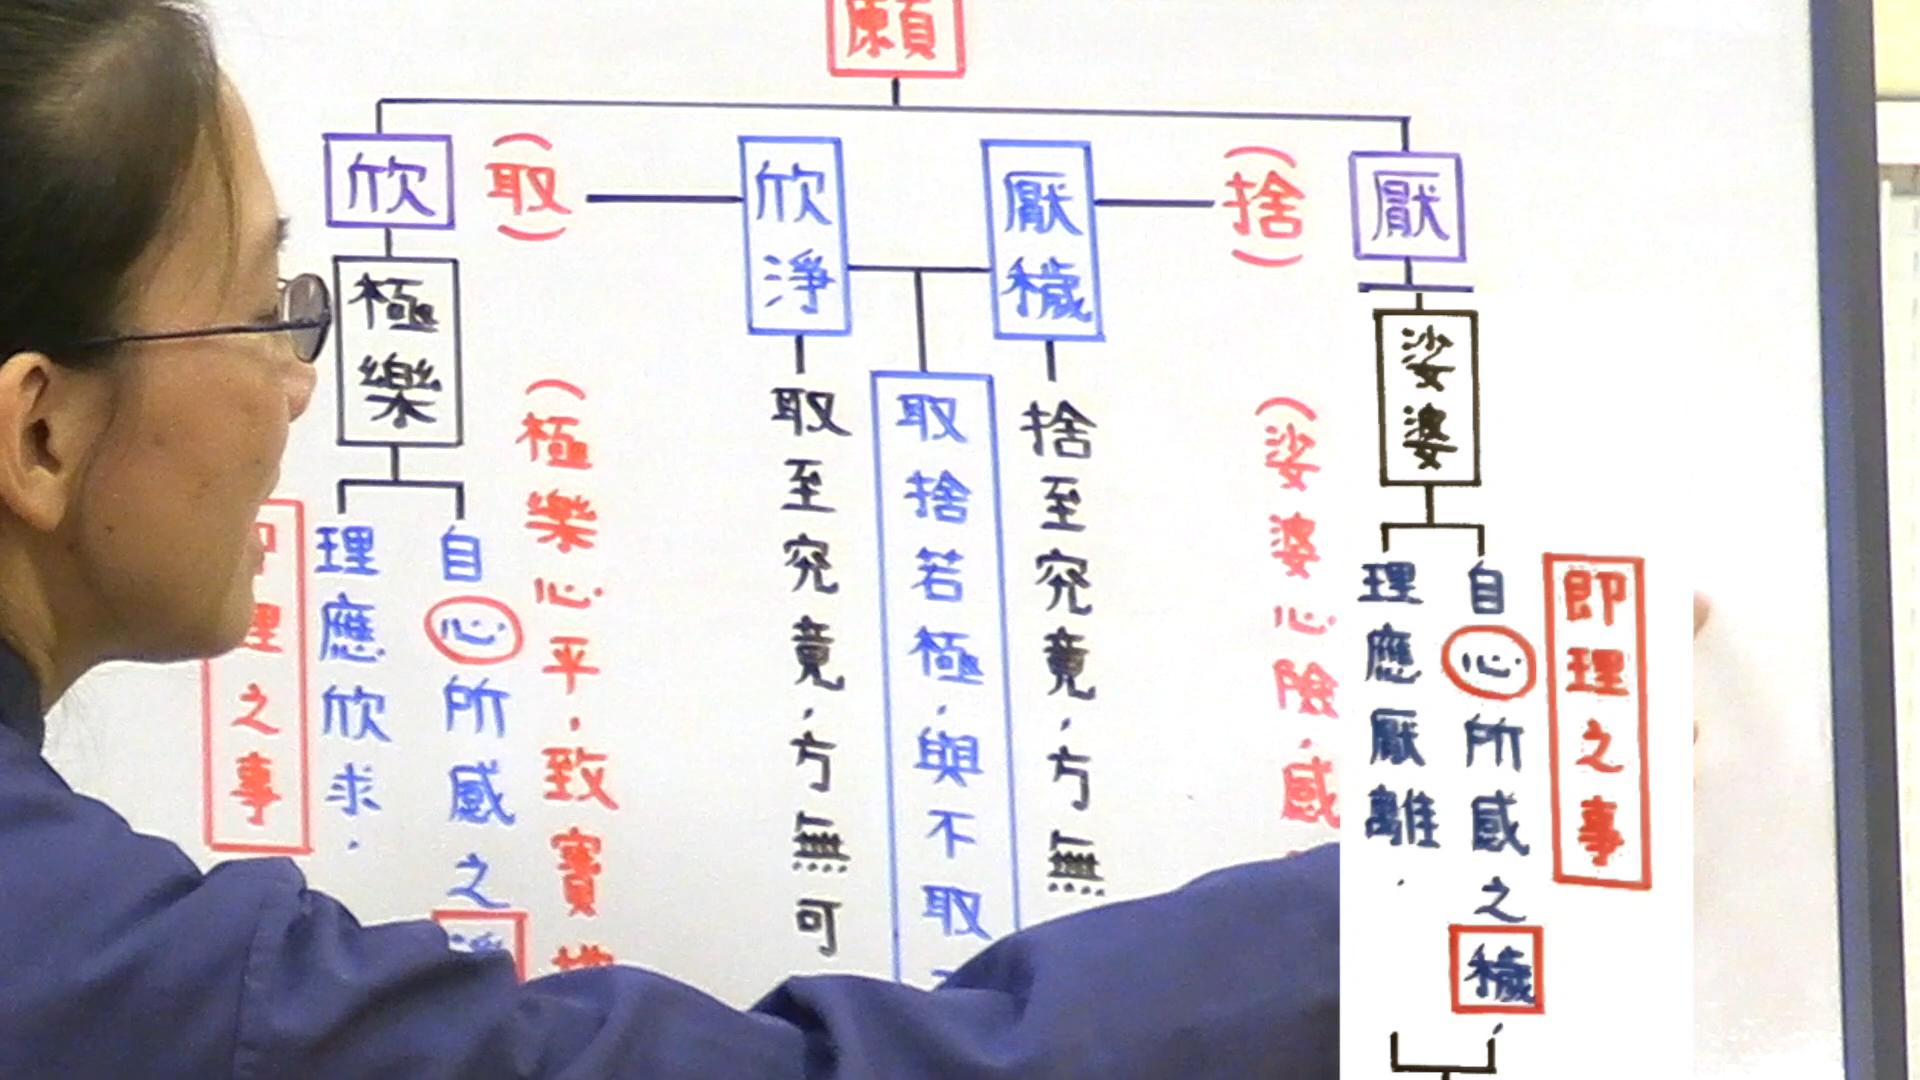 願
厭
(捨)
厭穢
欣淨
(取)
欣
娑婆
極樂
即理之事
自心所感之穢,
理應厭離.
(娑婆心險,感
捨至究竟,方無
取捨若極,與不取
取至究竟,方無可
(極樂心平,致寶
自心所感之淨
理應欣求,
理之事